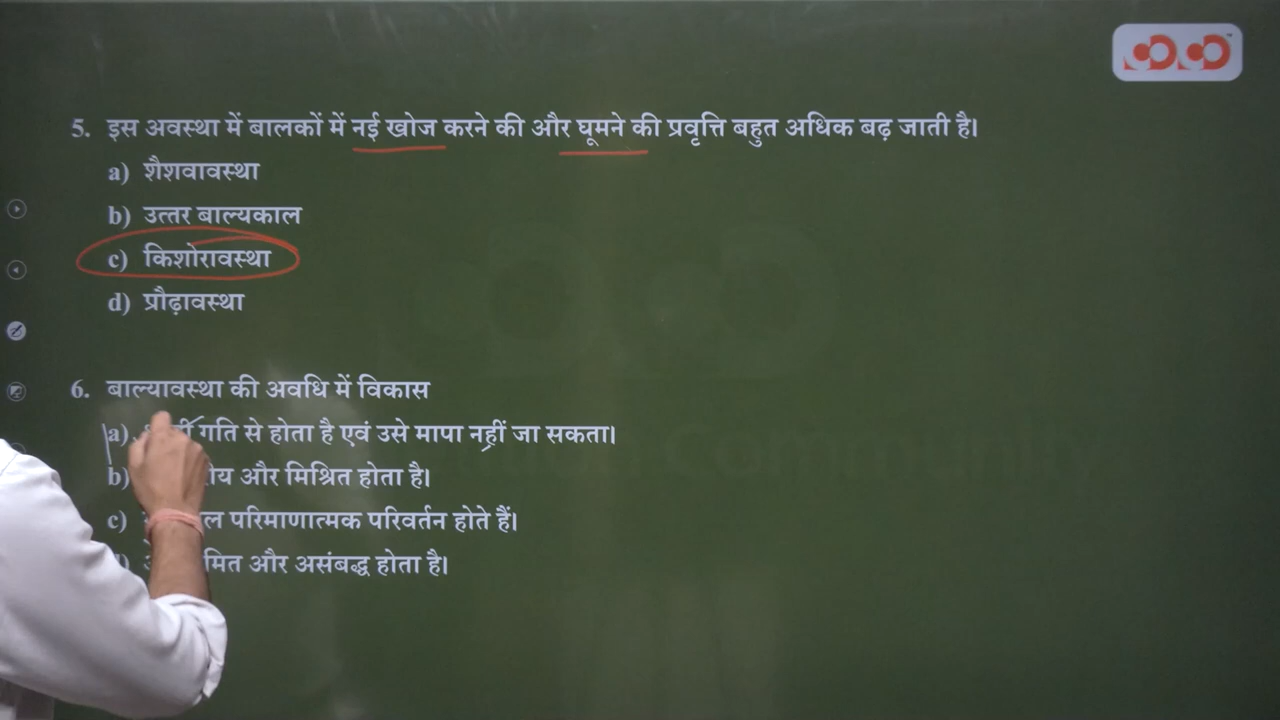 5. इस अवस्था में बालकों में नई खोज करने की और घूमने की प्रवृत्ति बहुत अधिक बढ़ जाती है।
a) शैशवावस्था
b) उत्तर बाल्यकाल
c) किशोरावस्था
d) प्रौढ़ावस्था
6. बाल्यावस्था की अवधि में विकास
a) गति से होता है एवं उसे मापा नहीं जा सकता।
b) और मिश्रित होता है।
c) परिमाणात्मक परिवर्तन होते हैं।
और असंबद्ध होता है।